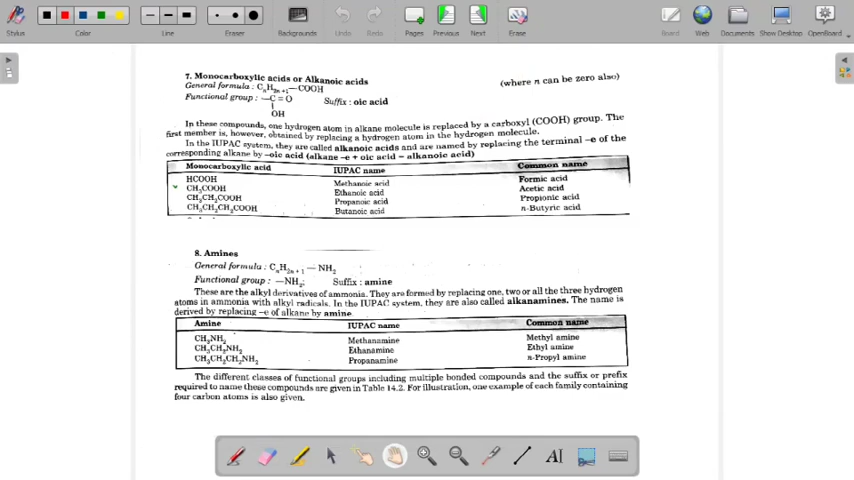 Stylus
Color
Line
Eraser
Backgrounds
Undo
Redo
Pages
Previous
Next
Erase
Board
Web
Documents
Show Desktop
OpenBoard
7. Monocarboxylic acids or Alkanoic acids
General formula : CnH2n+1—COOH (where n can be zero also)
Functional group : —C = O Suffix : oic acid
OH
In these compounds, one hydrogen atom in alkane molecule is replaced by a carboxyl (COOH) group. The
first member is, however, obtained by replacing a hydrogen atom in the hydrogen molecule.
In the IUPAC system, they are called alkanoic acids and are named by replacing the terminal –e of the
corresponding alkane by –oic acid (alkane –e + oic acid – alkanoic acid)
Monocarboxylic acid IUPAC name Common name
HCOOH Methanoic acid Formic acid
CH3COOH Ethanoic acid Acetic acid
CH3CH2COOH Propanoic acid Propionic acid
CH3CH2CH2COOH Butanoic acid n-Butyric acid
8. Amines
General formula : CnH2n+1 — NH2
Functional group : —NH2; Suffix : amine
These are the alkyl derivatives of ammonia. They are formed by replacing one, two or all the three hydrogen
atoms in ammonia with alkyl radicals. In the IUPAC system, they are also called alkanamines. The name is
derived by replacing –e of alkane by amine.
Amine IUPAC name Common name
CH3NH2 Methanamine Methyl amine
CH3CH2NH2 Ethanamine Ethyl amine
CH3CH2CH2NH2 Propanamine n-Propyl amine
The different classes of functional groups including multiple bonded compounds and the suffix or prefix
required to name these compounds are given in Table 14.2. For illustration, one example of each family containing
four carbon atoms is also given.
AI